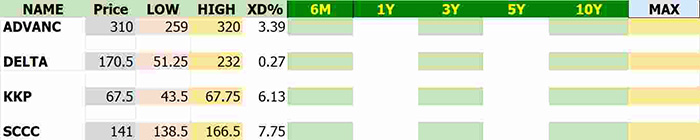 NAME Price LOW HIGH XD% 6M 1Y 3Y 5Y 10Y MAX
ADVANC 310 259 320 3.39
DELTA 170.5 51.25 232 0.27
KKP 67.5 43.5 67.75 6.13
SCCC 141 138.5 166.5 7.75